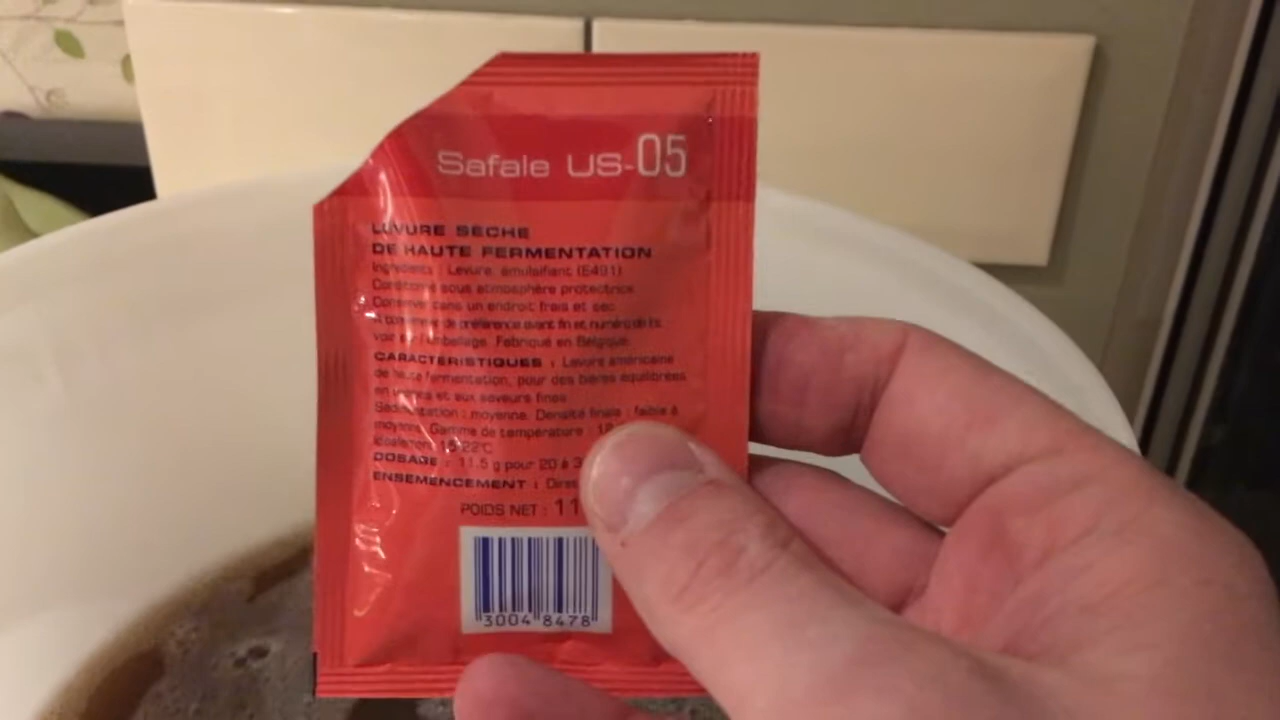 Safale US-05
LEVURE SÈCHE
DE HAUTE FERMENTATION
Ingrédients : Levure, émulsifiant (E491)
Conditionné sous atmosphère protectrice
Conserver dans un endroit frais et sec
A consommer de préférence avant fin et numéro de lot :
voir sur l'emballage. Fabriqué en Belgique.
CARACTÉRISTIQUES : Levure américaine
de haute fermentation, pour des bières équilibrées
en et aux saveurs fines
Sédimentation : moyenne. Densité finale : faible à
moyenne. Gamme de température :
idéalement 15-22°C
DOSAGE : 11.5 g pour 20 à
ENSEMENCEMENT :
POIDS NET : 11
3004 8478